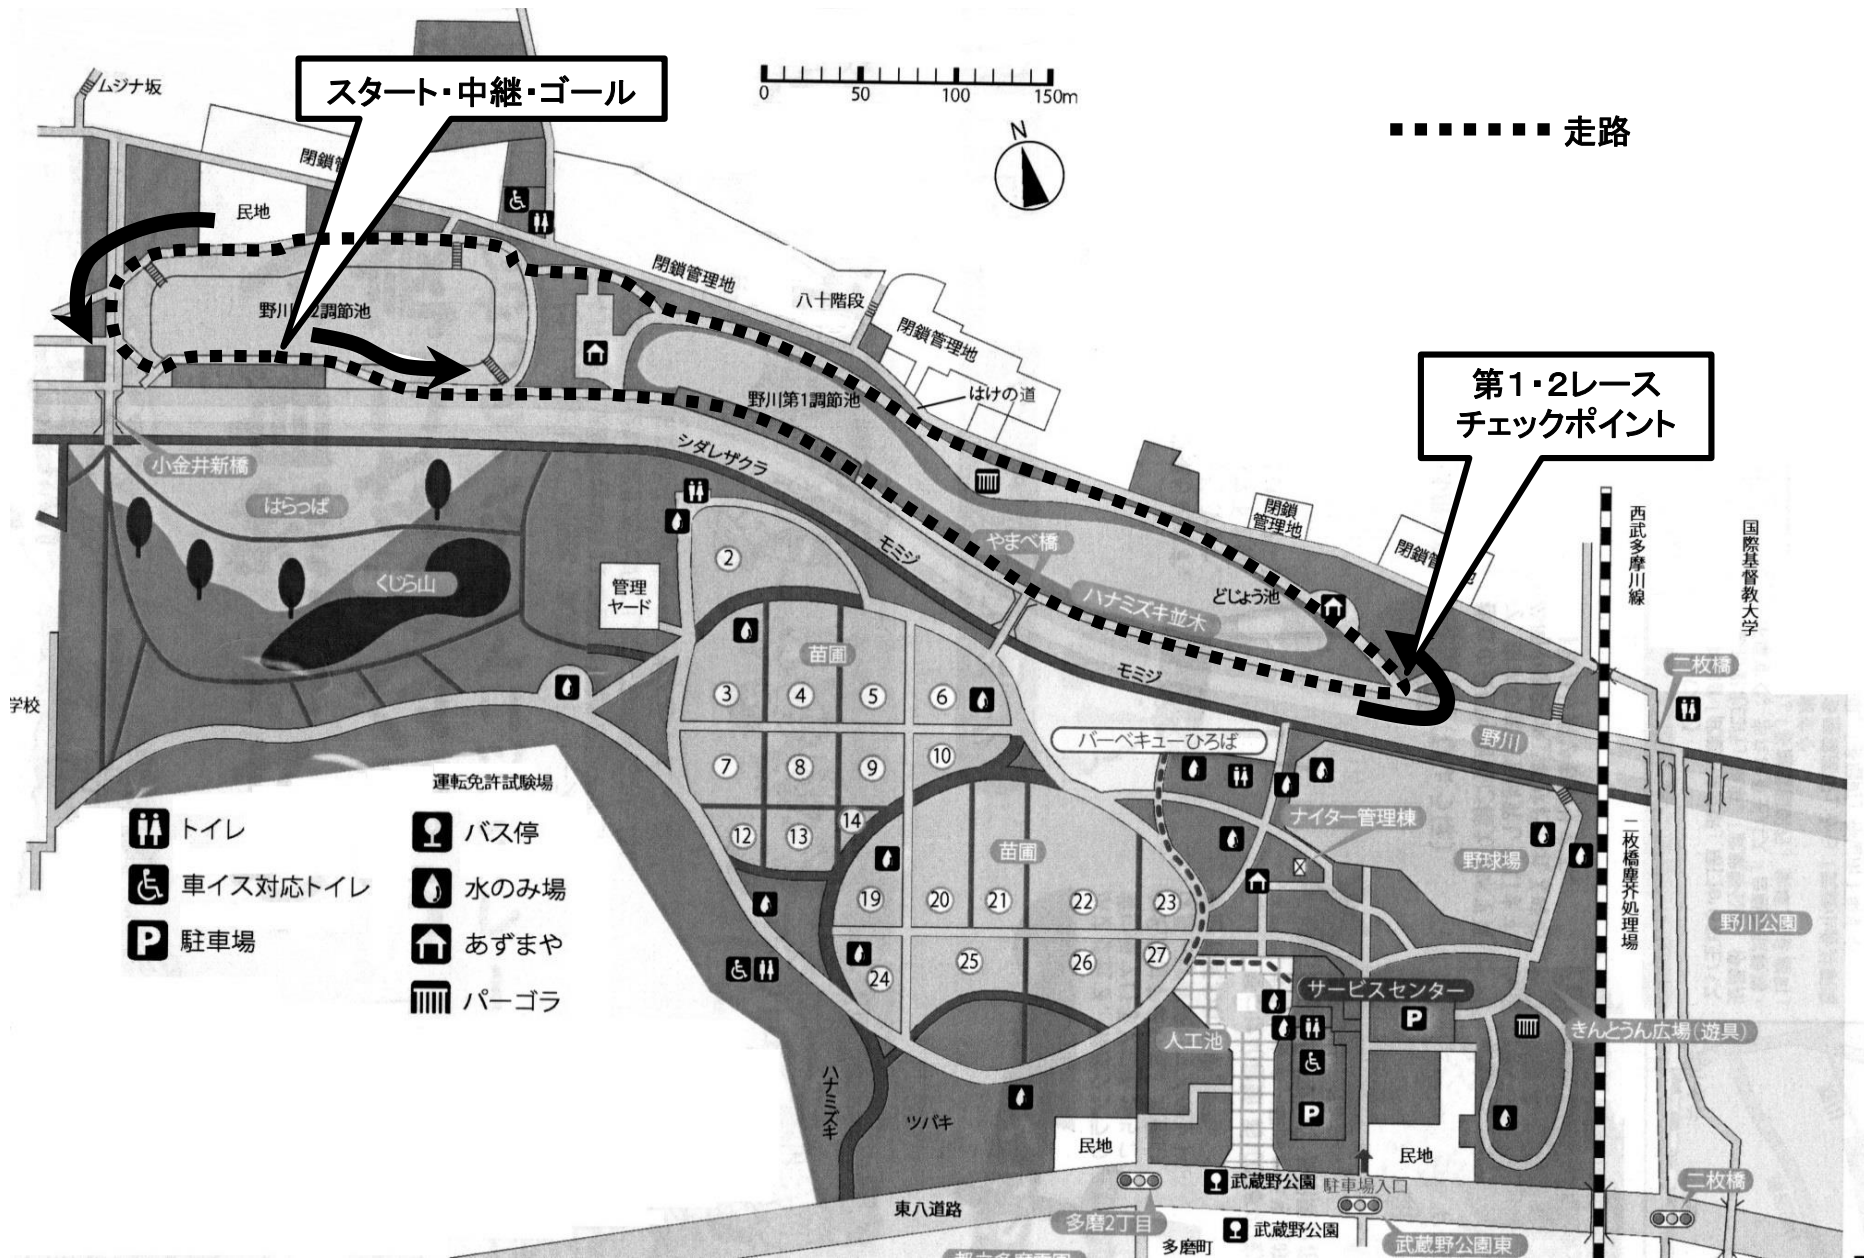 ムジナ坂
スタート・中継・ゴール
0 50 100 150m
N
走路
民地
閉鎖管理地
八十階段
閉鎖管理地
はけの道
野川第1調節池
第1・2レース
チェックポイント
シダレザクラ
小金井新橋
はらっぱ
くじら山
管理
ヤード
モミジ
やまべ橋
ハナミズキ並木
どじょう池
閉鎖
管理地
西武多摩川線
国際基督教大学
二枚橋
モミジ
野川
バーベキューひろば
苗圃
2
3
4
5
6
7
8
9
10
12
13
14
苗圃
19
20
21
22
23
24
25
26
27
学校
運転免許試験場
トイレ
車イス対応トイレ
P 駐車場
バス停
水のみ場
あずまや
パーゴラ
ナイター管理棟
野球場
二枚橋塵芥処理場
野川公園
サービスセンター
P
きんとうん広場(遊具)
人工池
P
ハナミズキ
ツバキ
民地
民地
武蔵野公園
駐車場入口
二枚橋
東八道路
多磨2丁目
多磨町
武蔵野公園
武蔵野公園東